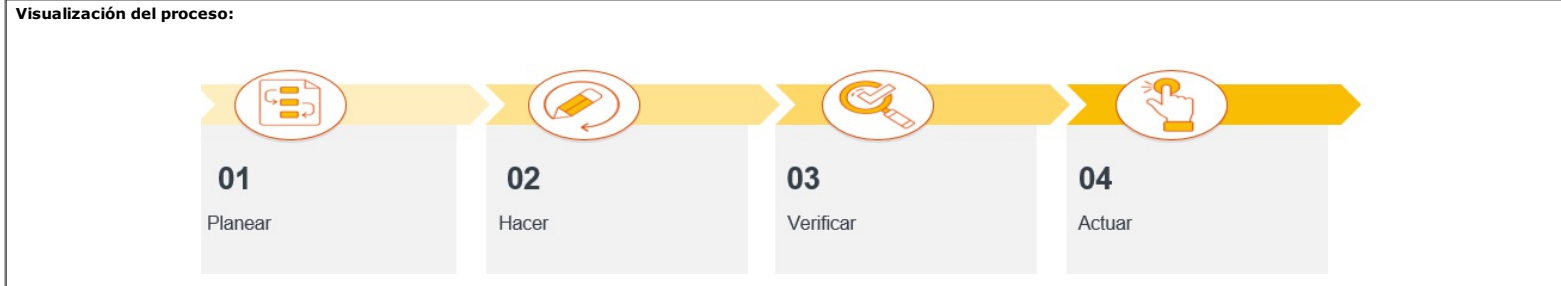 Visualización del proceso:
01
Planear
02
Hacer
03
Verificar
04
Actuar